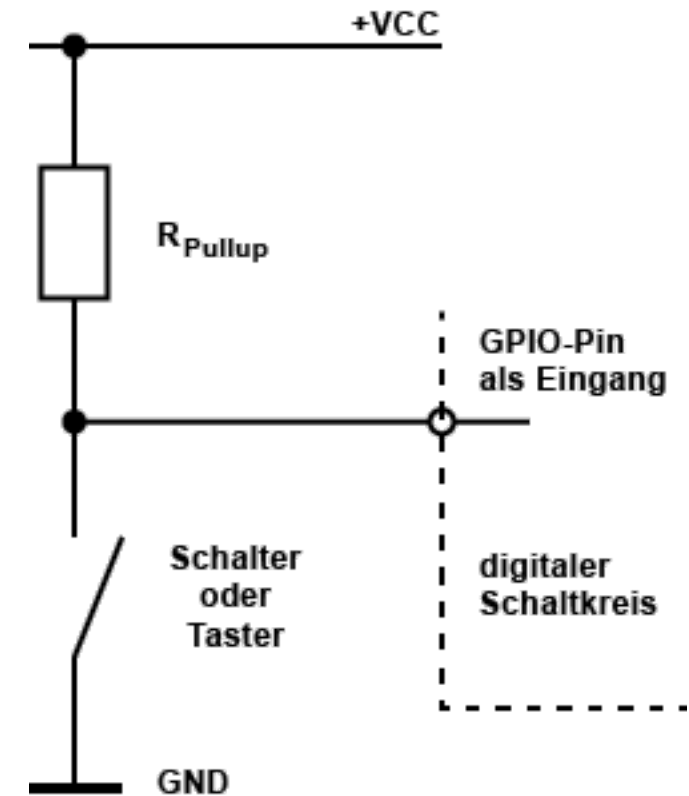 +VCC
RPullup
GPIO-Pin
als Eingang
Schalter
oder
Taster
digitaler
Schaltkreis
GND